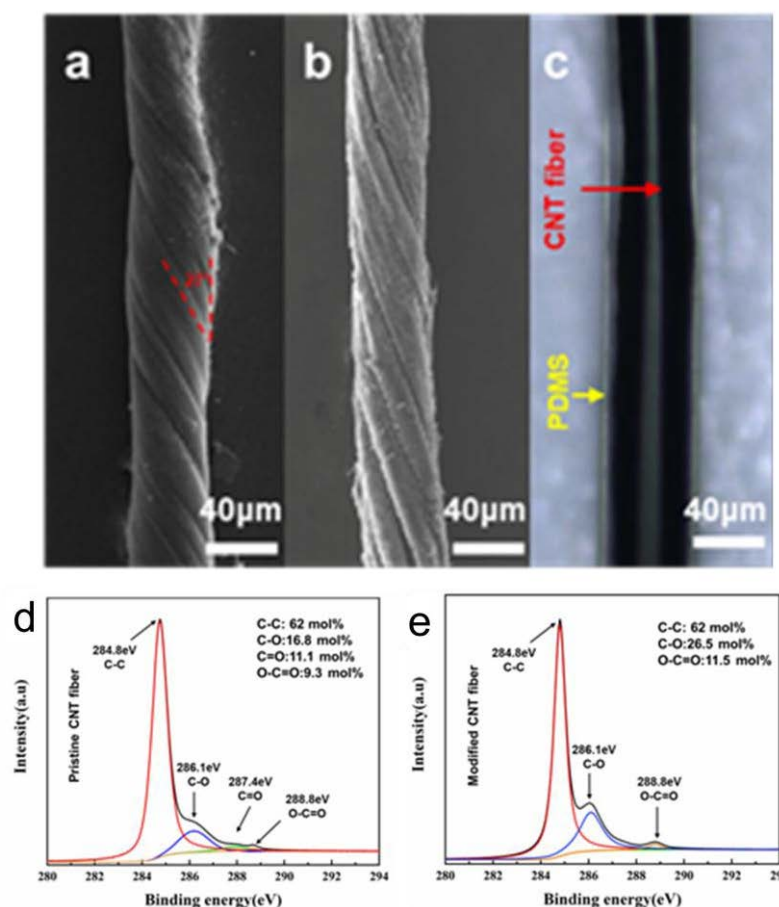 a
b
c
CNT fiber
PDMS
40μm
40μm
40μm
d
C-C: 62 mol%
C-O:16.8 mol%
C=O:11.1 mol%
O-C=O:9.3 mol%
284.8eV
C-C
286.1eV
C-O
287.4eV
C=O
288.8eV
O-C=O
Pristine CNT fiber
Intensity(a.u)
280 282 284 286 288 290 292 294
Binding energy(eV)
e
C-C: 62 mol%
C-O:26.5 mol%
O-C=O:11.5 mol%
284.8eV
C-C
286.1eV
C-O
288.8eV
O-C=O
Modified CNT fiber
Intensity(a.u)
280 282 284 286 288 290 292 294
Binding energy(eV)